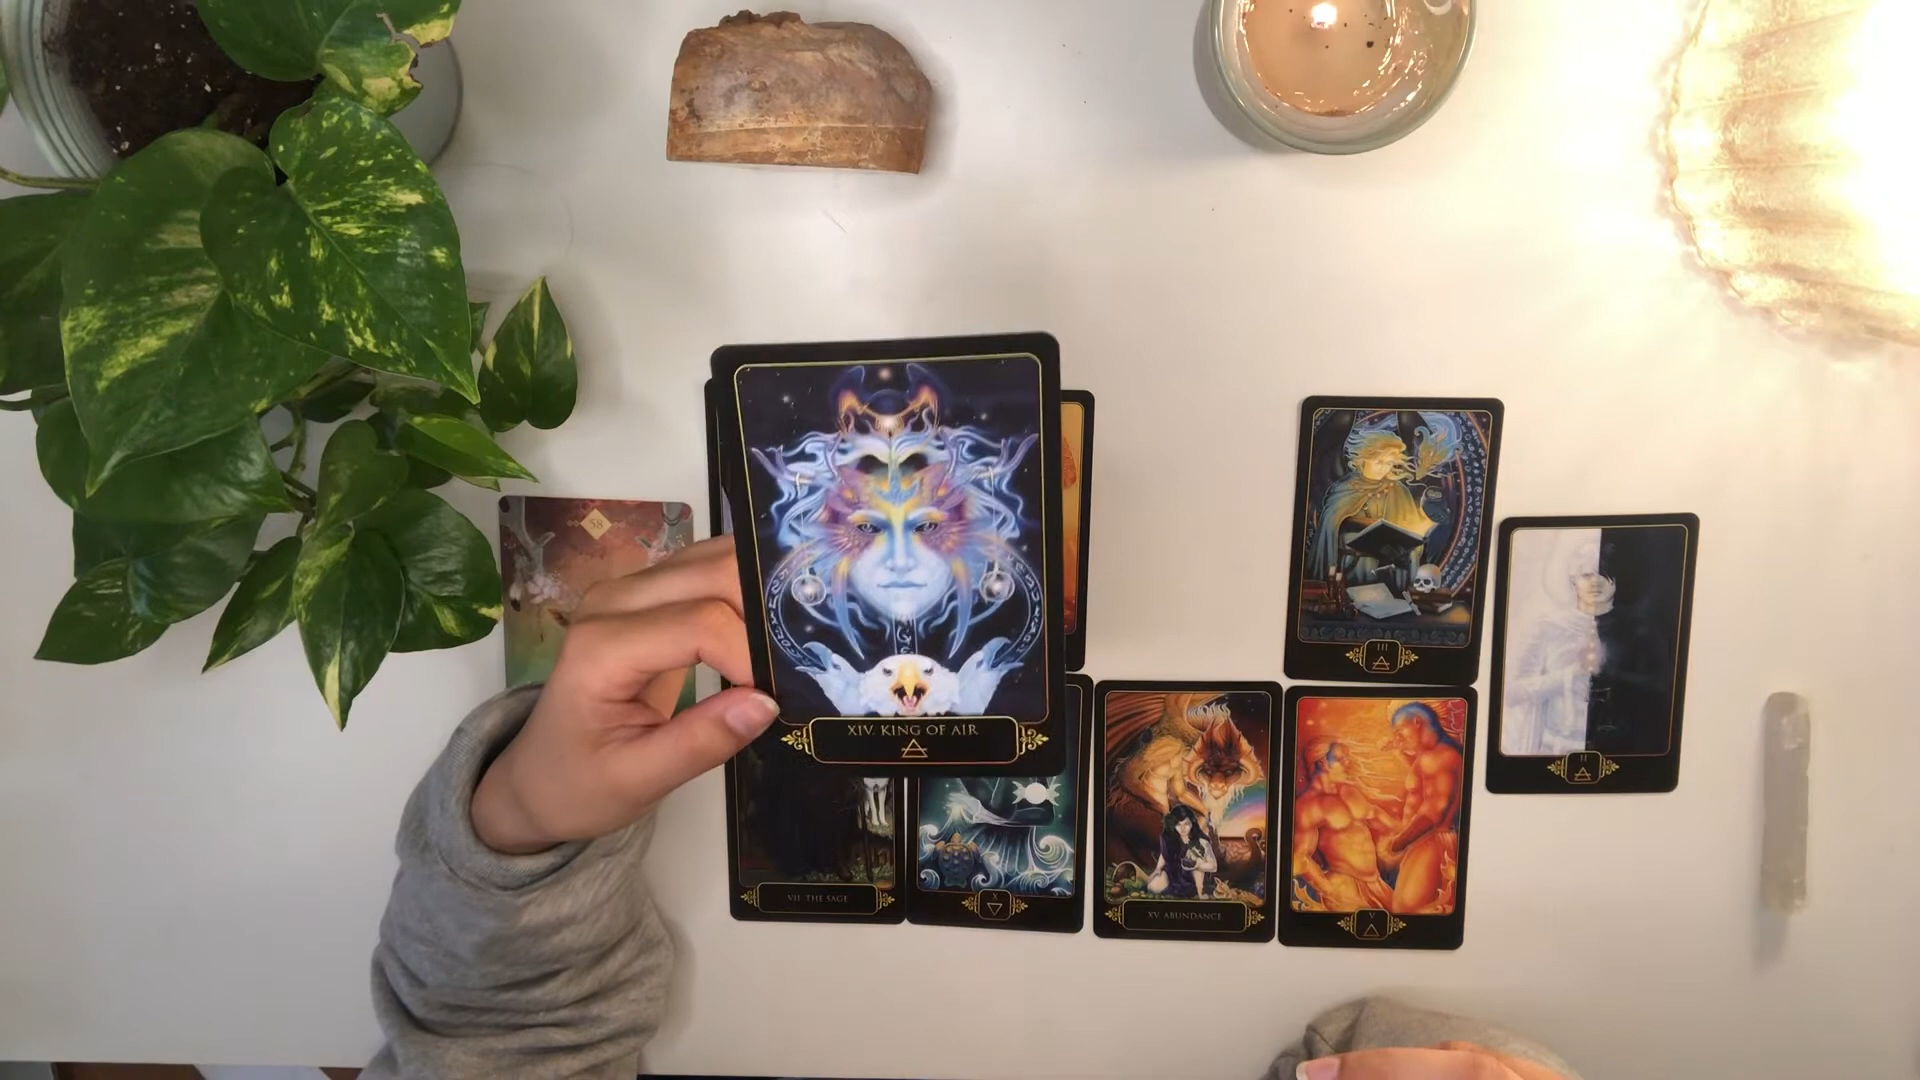 58
XIV. KING OF AIR
III
II
VII. THE SAGE
X
XV. ABUNDANCE
V